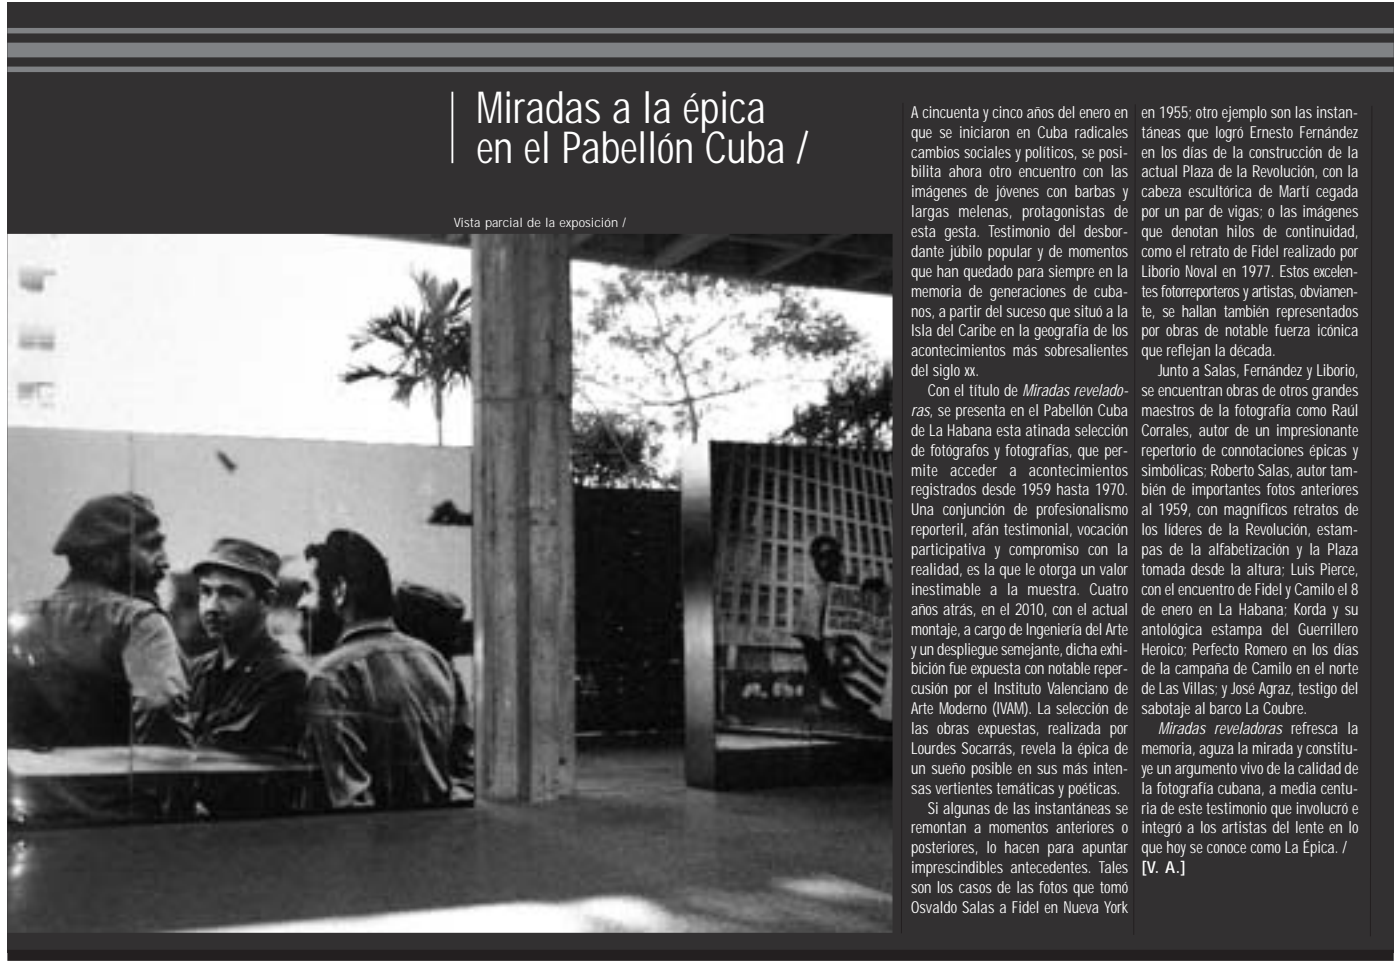 Miradas a la épica
en el Pabellón Cuba /
Vista parcial de la exposición /
A cincuenta y cinco años del enero en
que se iniciaron en Cuba radicales
cambios sociales y políticos, se posi-
bilita ahora otro encuentro con las
imágenes de jóvenes con barbas y
largas melenas, protagonistas de
esta gesta. Testimonio del desbor-
dante júbilo popular y de momentos
que han quedado para siempre en la
memoria de generaciones de cuba-
nos, a partir del suceso que situó a la
Isla del Caribe en la geografía de los
acontecimientos más sobresalientes
del siglo xx.
Con el título de Miradas revelado-
ras, se presenta en el Pabellón Cuba
de La Habana esta atinada selección
de fotógrafos y fotografías, que per-
mite acceder a acontecimientos
registrados desde 1959 hasta 1970.
Una conjunción de profesionalismo
reporteril, afán testimonial, vocación
participativa y compromiso con la
realidad, es la que le otorga un valor
inestimable a la muestra. Cuatro
años atrás, en el 2010, con el actual
montaje, a cargo de Ingeniería del Arte
y un despliegue semejante, dicha exhi-
bición fue expuesta con notable reper-
cusión por el Instituto Valenciano de
Arte Moderno (IVAM). La selección de
las obras expuestas, realizada por
Lourdes Socarrás, revela la épica de
un sueño posible en sus más inten-
sas vertientes temáticas y poéticas.
Si algunas de las instantáneas se
remontan a momentos anteriores o
posteriores, lo hacen para apuntar
imprescindibles antecedentes. Tales
son los casos de las fotos que tomó
Osvaldo Salas a Fidel en Nueva York
en 1955; otro ejemplo son las instan-
táneas que logró Ernesto Fernández
en los días de la construcción de la
actual Plaza de la Revolución, con la
cabeza escultórica de Martí cegada
por un par de vigas; o las imágenes
que denotan hilos de continuidad,
como el retrato de Fidel realizado por
Liborio Noval en 1977. Estos excelen-
tes fotorreporteros y artistas, obviamen-
te, se hallan también representados
por obras de notable fuerza icónica
que reflejan la década.
Junto a Salas, Fernández y Liborio,
se encuentran obras de otros grandes
maestros de la fotografía como Raúl
Corrales, autor de un impresionante
repertorio de connotaciones épicas y
simbólicas; Roberto Salas, autor tam-
bién de importantes fotos anteriores
al 1959, con magníficos retratos de
los líderes de la Revolución, estam-
pas de la alfabetización y la Plaza
tomada desde la altura; Luis Pierce,
con el encuentro de Fidel y Camilo el 8
de enero en La Habana; Korda y su
antológica estampa del Guerrillero
Heroico; Perfecto Romero en los días
de la campaña de Camilo en el norte
de Las Villas; y José Agraz, testigo del
sabotaje al barco La Coubre.
Miradas reveladoras refresca la
memoria, aguza la mirada y constitu-
ye un argumento vivo de la calidad de
la fotografía cubana, a media centu-
ria de este testimonio que involucró e
integró a los artistas del lente en lo
que hoy se conoce como La Épica. /
[V. A.]